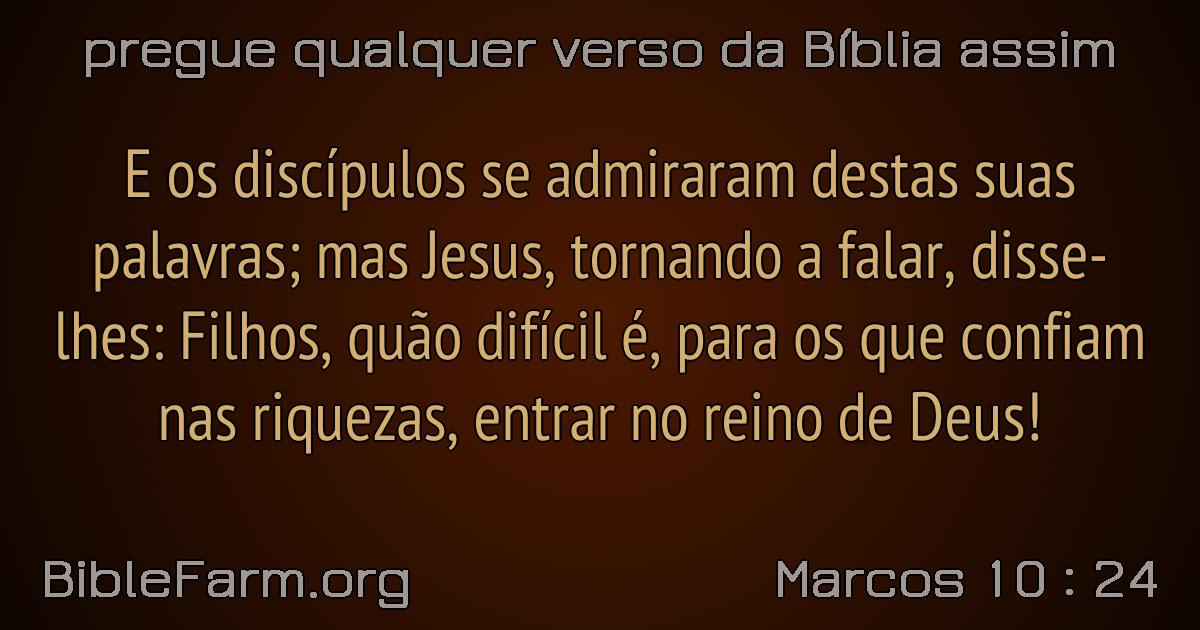 pregue qualquer verso da Bíblia assim
E os discípulos se admiraram destas suas
palavras; mas Jesus, tornando a falar, disse-
lhes: Filhos, quão difícil é, para os que confiam
nas riquezas, entrar no reino de Deus!
BibleFarm.org
Marcos 10 : 24